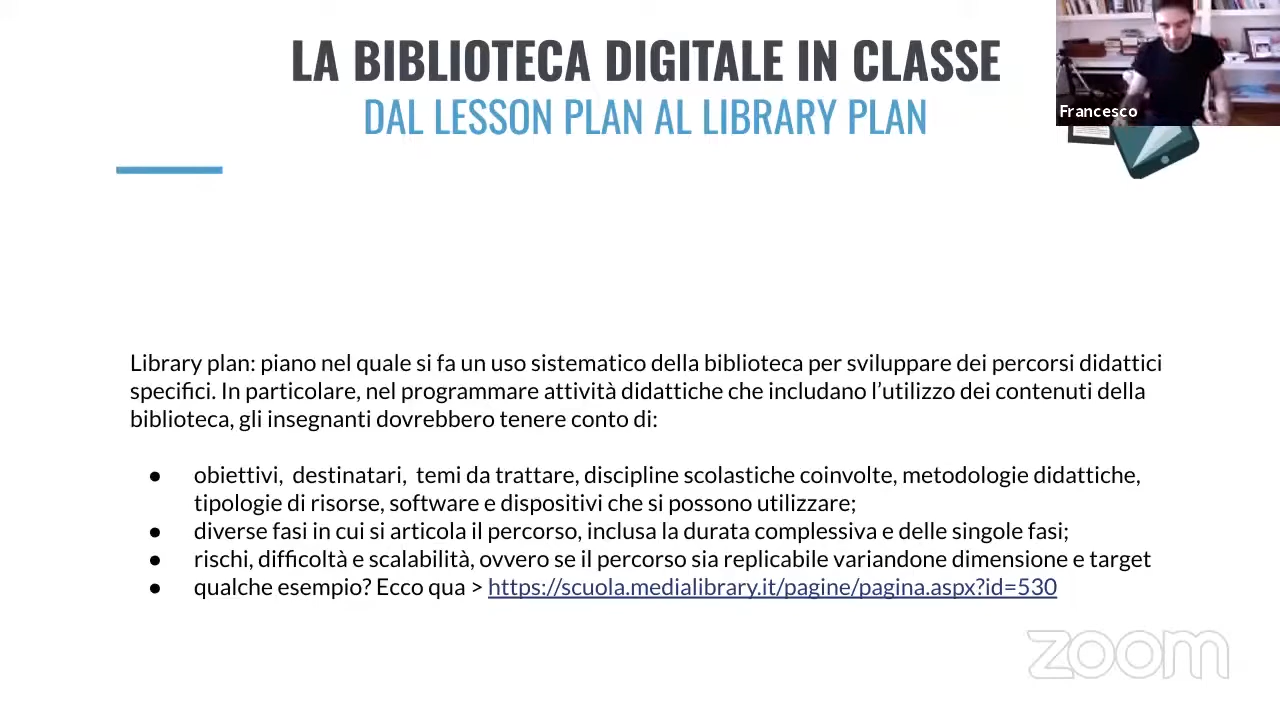 LA BIBLIOTECA DIGITALE IN CLASSE
DAL LESSON PLAN AL LIBRARY PLAN
Francesco
Library plan: piano nel quale si fa un uso sistematico della biblioteca per sviluppare dei percorsi didattici
specifici. In particolare, nel programmare attività didattiche che includano l’utilizzo dei contenuti della
biblioteca, gli insegnanti dovrebbero tenere conto di:
● obiettivi, destinatari, temi da trattare, discipline scolastiche coinvolte, metodologie didattiche,
tipologie di risorse, software e dispositivi che si possono utilizzare;
● diverse fasi in cui si articola il percorso, inclusa la durata complessiva e delle singole fasi;
● rischi, difficoltà e scalabilità, ovvero se il percorso sia replicabile variandone dimensione e target
● qualche esempio? Ecco qua > https://scuola.medialibrary.it/pagine/pagina.aspx?id=530
zoom